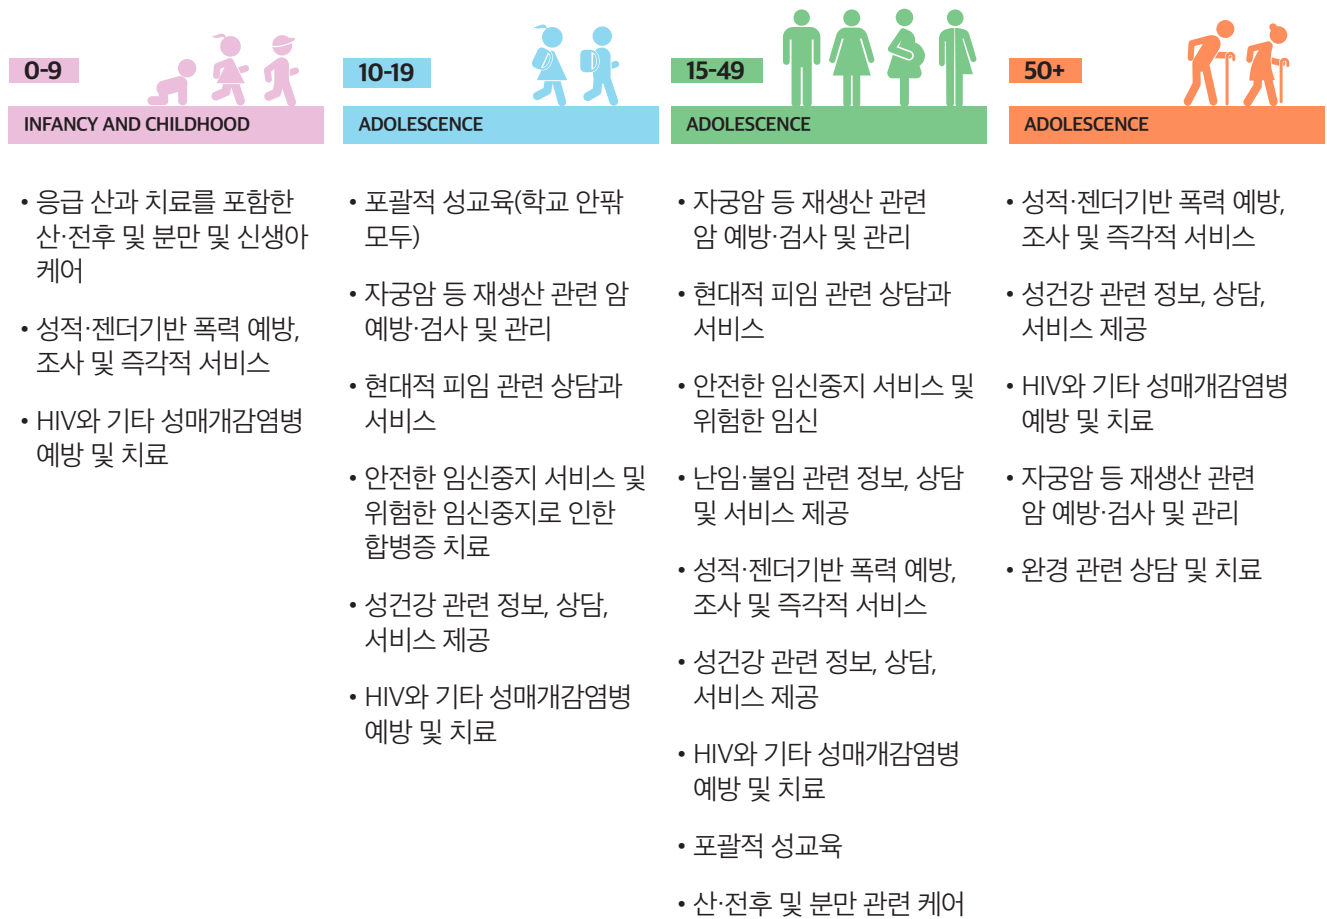 0-9
INFANCY AND CHILDHOOD
• 응급 산과 치료를 포함한
산·전후 및 분만 및 신생아
케어
• 성적·젠더기반 폭력 예방,
조사 및 즉각적 서비스
• HIV와 기타 성매개감염병
예방 및 치료
10-19
ADOLESCENCE
• 포괄적 성교육(학교 안팎
모두)
• 자궁암 등 재생산 관련 암
예방·검사 및 관리
• 현대적 피임 관련 상담과
서비스
• 안전한 임신중지 서비스 및
위험한 임신중지로 인한
합병증 치료
• 성건강 관련 정보, 상담,
서비스 제공
• HIV와 기타 성매개감염병
예방 및 치료
15-49
ADOLESCENCE
• 자궁암 등 재생산 관련
암 예방·검사 및 관리
• 현대적 피임 관련 상담과
서비스
• 안전한 임신중지 서비스 및
위험한 임신
• 난임·불임 관련 정보, 상담
및 서비스 제공
• 성적·젠더기반 폭력 예방,
조사 및 즉각적 서비스
• 성건강 관련 정보, 상담,
서비스 제공
• HIV와 기타 성매개감염병
예방 및 치료
• 포괄적 성교육
• 산·전후 및 분만 관련 케어
50+
ADOLESCENCE
• 성적·젠더기반 폭력 예방,
조사 및 즉각적 서비스
• 성건강 관련 정보, 상담,
서비스 제공
• HIV와 기타 성매개감염병
예방 및 치료
• 자궁암 등 재생산 관련
암 예방·검사 및 관리
• 완경 관련 상담 및 치료